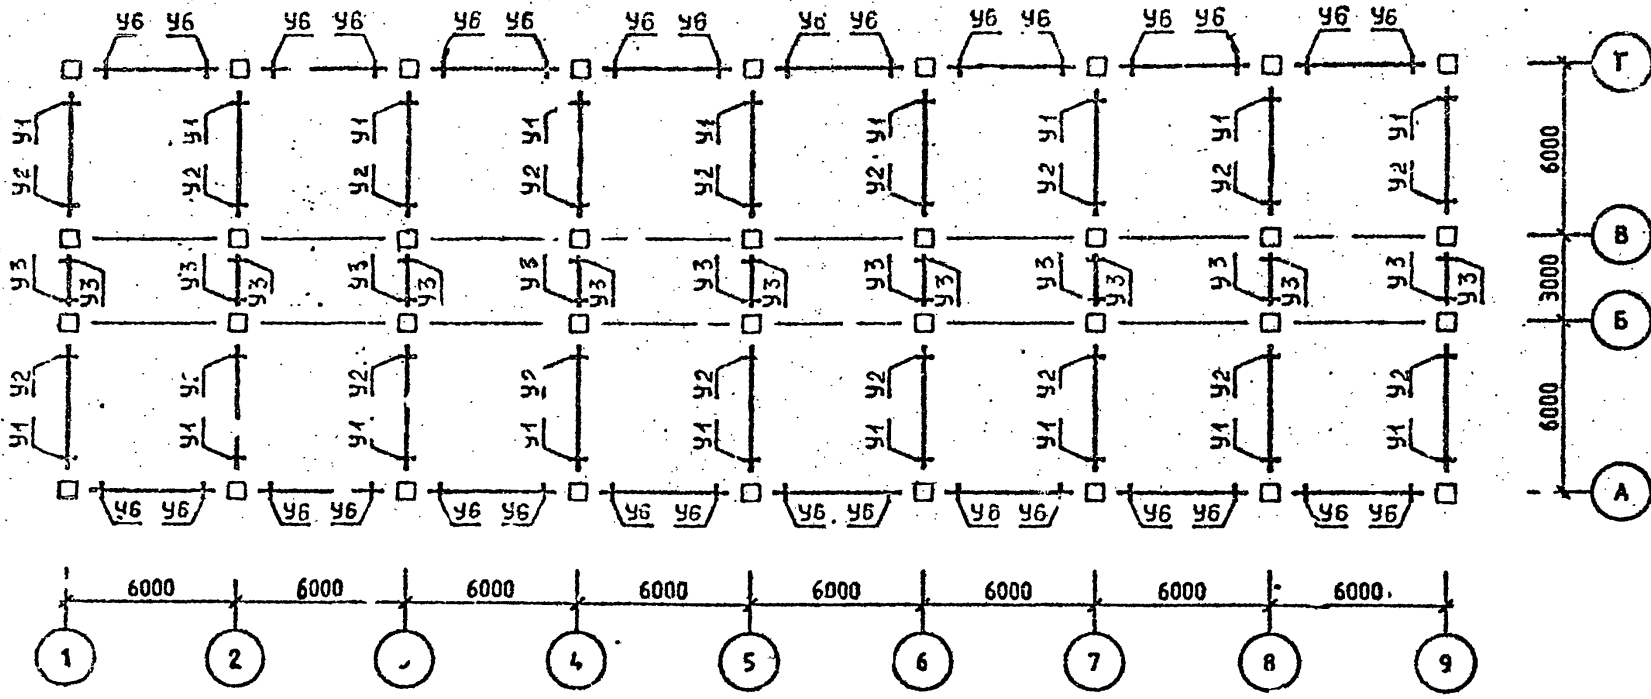 У6 У6 У6 У6 У6 У6 У6 У6 У6 У6 У6 У6 У6 У6 У6
Г
У1 У1 У1 У1 У1 У1 У1 У1 У1
6000
У2 У2 У2 У2 У2 У2 У2 У2 У2
В
У3 У3 У3 У3 У3 У3 У3 У3 У3 У3 У3 У3 У3 У3 У3 У3 У3 У3
3000
Б
У2 У2 У2 У2 У2 У2 У2 У2
6000
У1 У1 У1 У1 У1 У1 У1 У1 У1
А
У6 У6 У6 У6 У6 У6 У6 У6 У6 У6 У6 У6 У6 У6 У6 У6
6000 6000 6000 6000 6000 6000 6000 6000
1 2 4 5 6 7 8 9